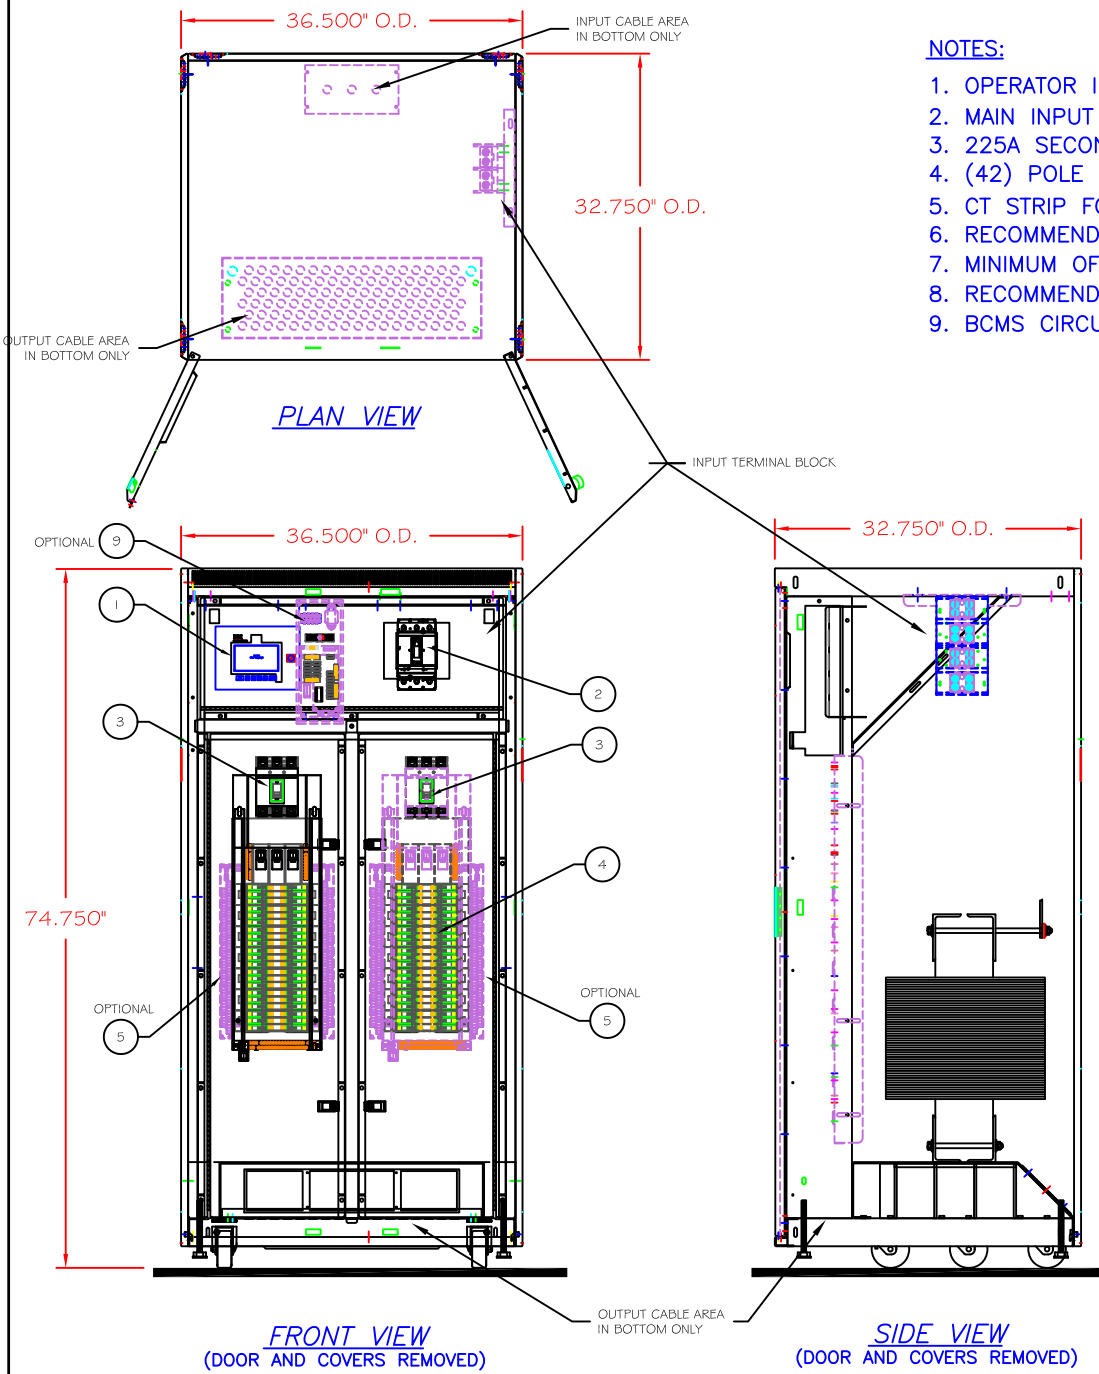 36.500" O.D.
INPUT CABLE AREA
IN BOTTOM ONLY
32.750" O.D.
OUTPUT CABLE AREA
IN BOTTOM ONLY
PLAN VIEW
NOTES:
1. OPERATOR I
2. MAIN INPUT
3. 225A SECON
4. (42) POLE
5. CT STRIP FO
6. RECOMMEND
7. MINIMUM OF
8. RECOMMEND
9. BCMS CIRCU
INPUT TERMINAL BLOCK
36.500" O.D.
OPTIONAL 9
1
2
3
3
4
74.750"
OPTIONAL
5
OPTIONAL
5
32.750" O.D.
OUTPUT CABLE AREA
IN BOTTOM ONLY
FRONT VIEW
(DOOR AND COVERS REMOVED)
SIDE VIEW
(DOOR AND COVERS REMOVED)